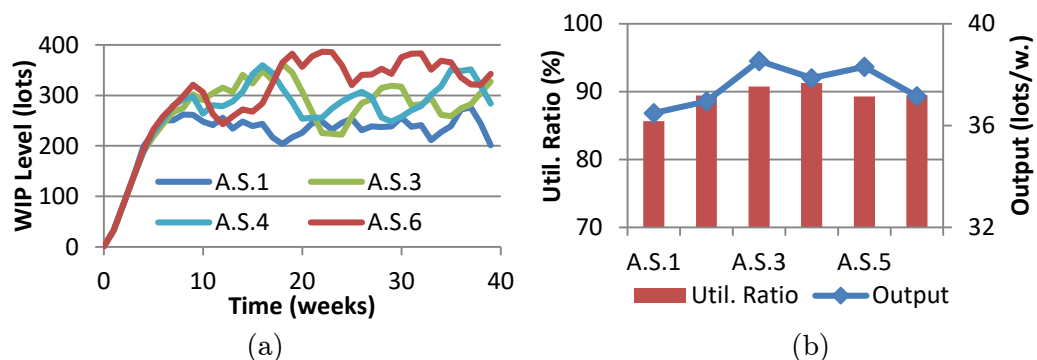 WIP Level (lots)
400
300
200
100
0
A.S.1
A.S.3
A.S.4
A.S.6
0
10
20
30
40
Time (weeks)
(a)
Util. Ratio (%)
100
90
80
70
40
36
32
Output (lots/w.)
A.S.1
A.S.3
A.S.5
Util. Ratio
Output
(b)